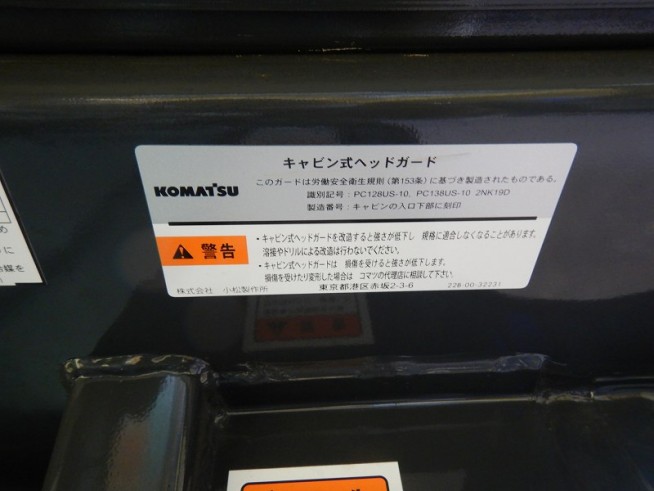 キャビン式ヘッドガード
KOMATSU
このガードは労働安全衛生規則(第153条)に基づき製造されたものである。
識別記号:PC128US-10, PC138US-10 2NK19D
製造番号:キャビンの入口下部に刻印
警告
・キャビン式ヘッドガードを改造すると強さが低下し 規格に適合しなくなることがあります。
溶接やドリルによる改造は行わないでください。
・キャビン式ヘッドガードは 損傷を受けると強さが低下します。
損傷を受けたり変形した場合は コマツの代理店に相談して下さい.
株式会社 小松製作所
東京都港区赤坂2-3-6
22B-00-32231